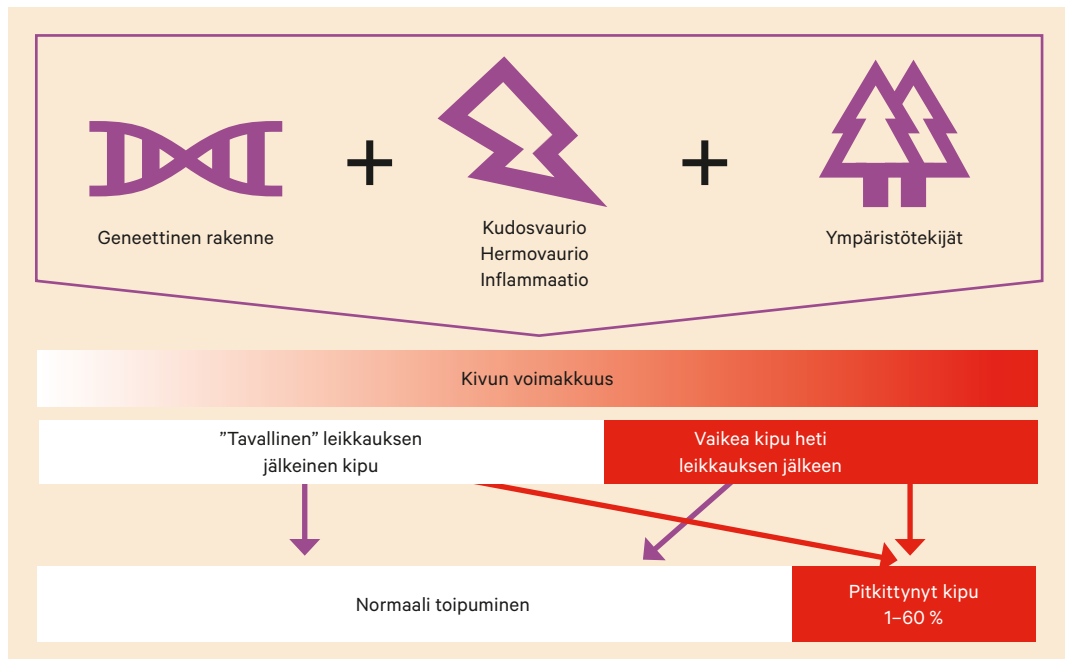 +
+
Geneettinen rakenne
Kudosvaurio
Hermovaurio
Inflammaatio
Ympäristötekijät
Kivun voimakkuus
”Tavallinen” leikkauksen
jälkeinen kipu
Vaikea kipu heti
leikkauksen jälkeen
Normaali toipuminen
Pitkittynyt kipu
1–60 %